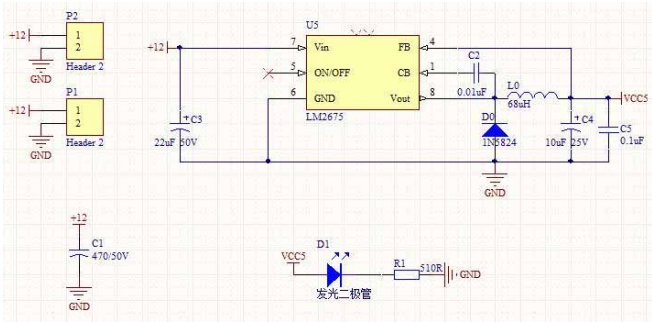 P2
+12
1
2
GND
Header 2
P1
+12
1
2
GND
Header 2
U5
+12
7
Vin
FB
4
5
ON/OFF
CB
1
6
GND
Vout
8
LM2675
C2
0.01uF
L0
68uH
VCC5
C3
22uF 50V
D0
1N5824
C4
10uF 25V
C5
0.1uF
GND
+12
C1
470/50V
GND
VCC5
D1
发光二极管
R1
510R
GND